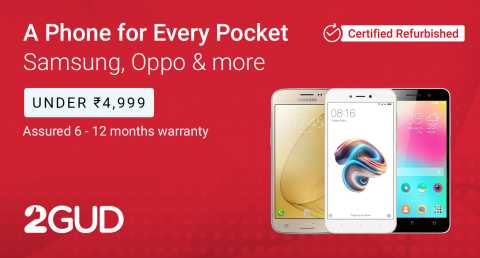 A Phone for Every Pocket
Certified Refurbished
Samsung, Oppo & more
UNDER ₹4,999
Assured 6 - 12 months warranty
SAMSUNG
08:16
2GUD